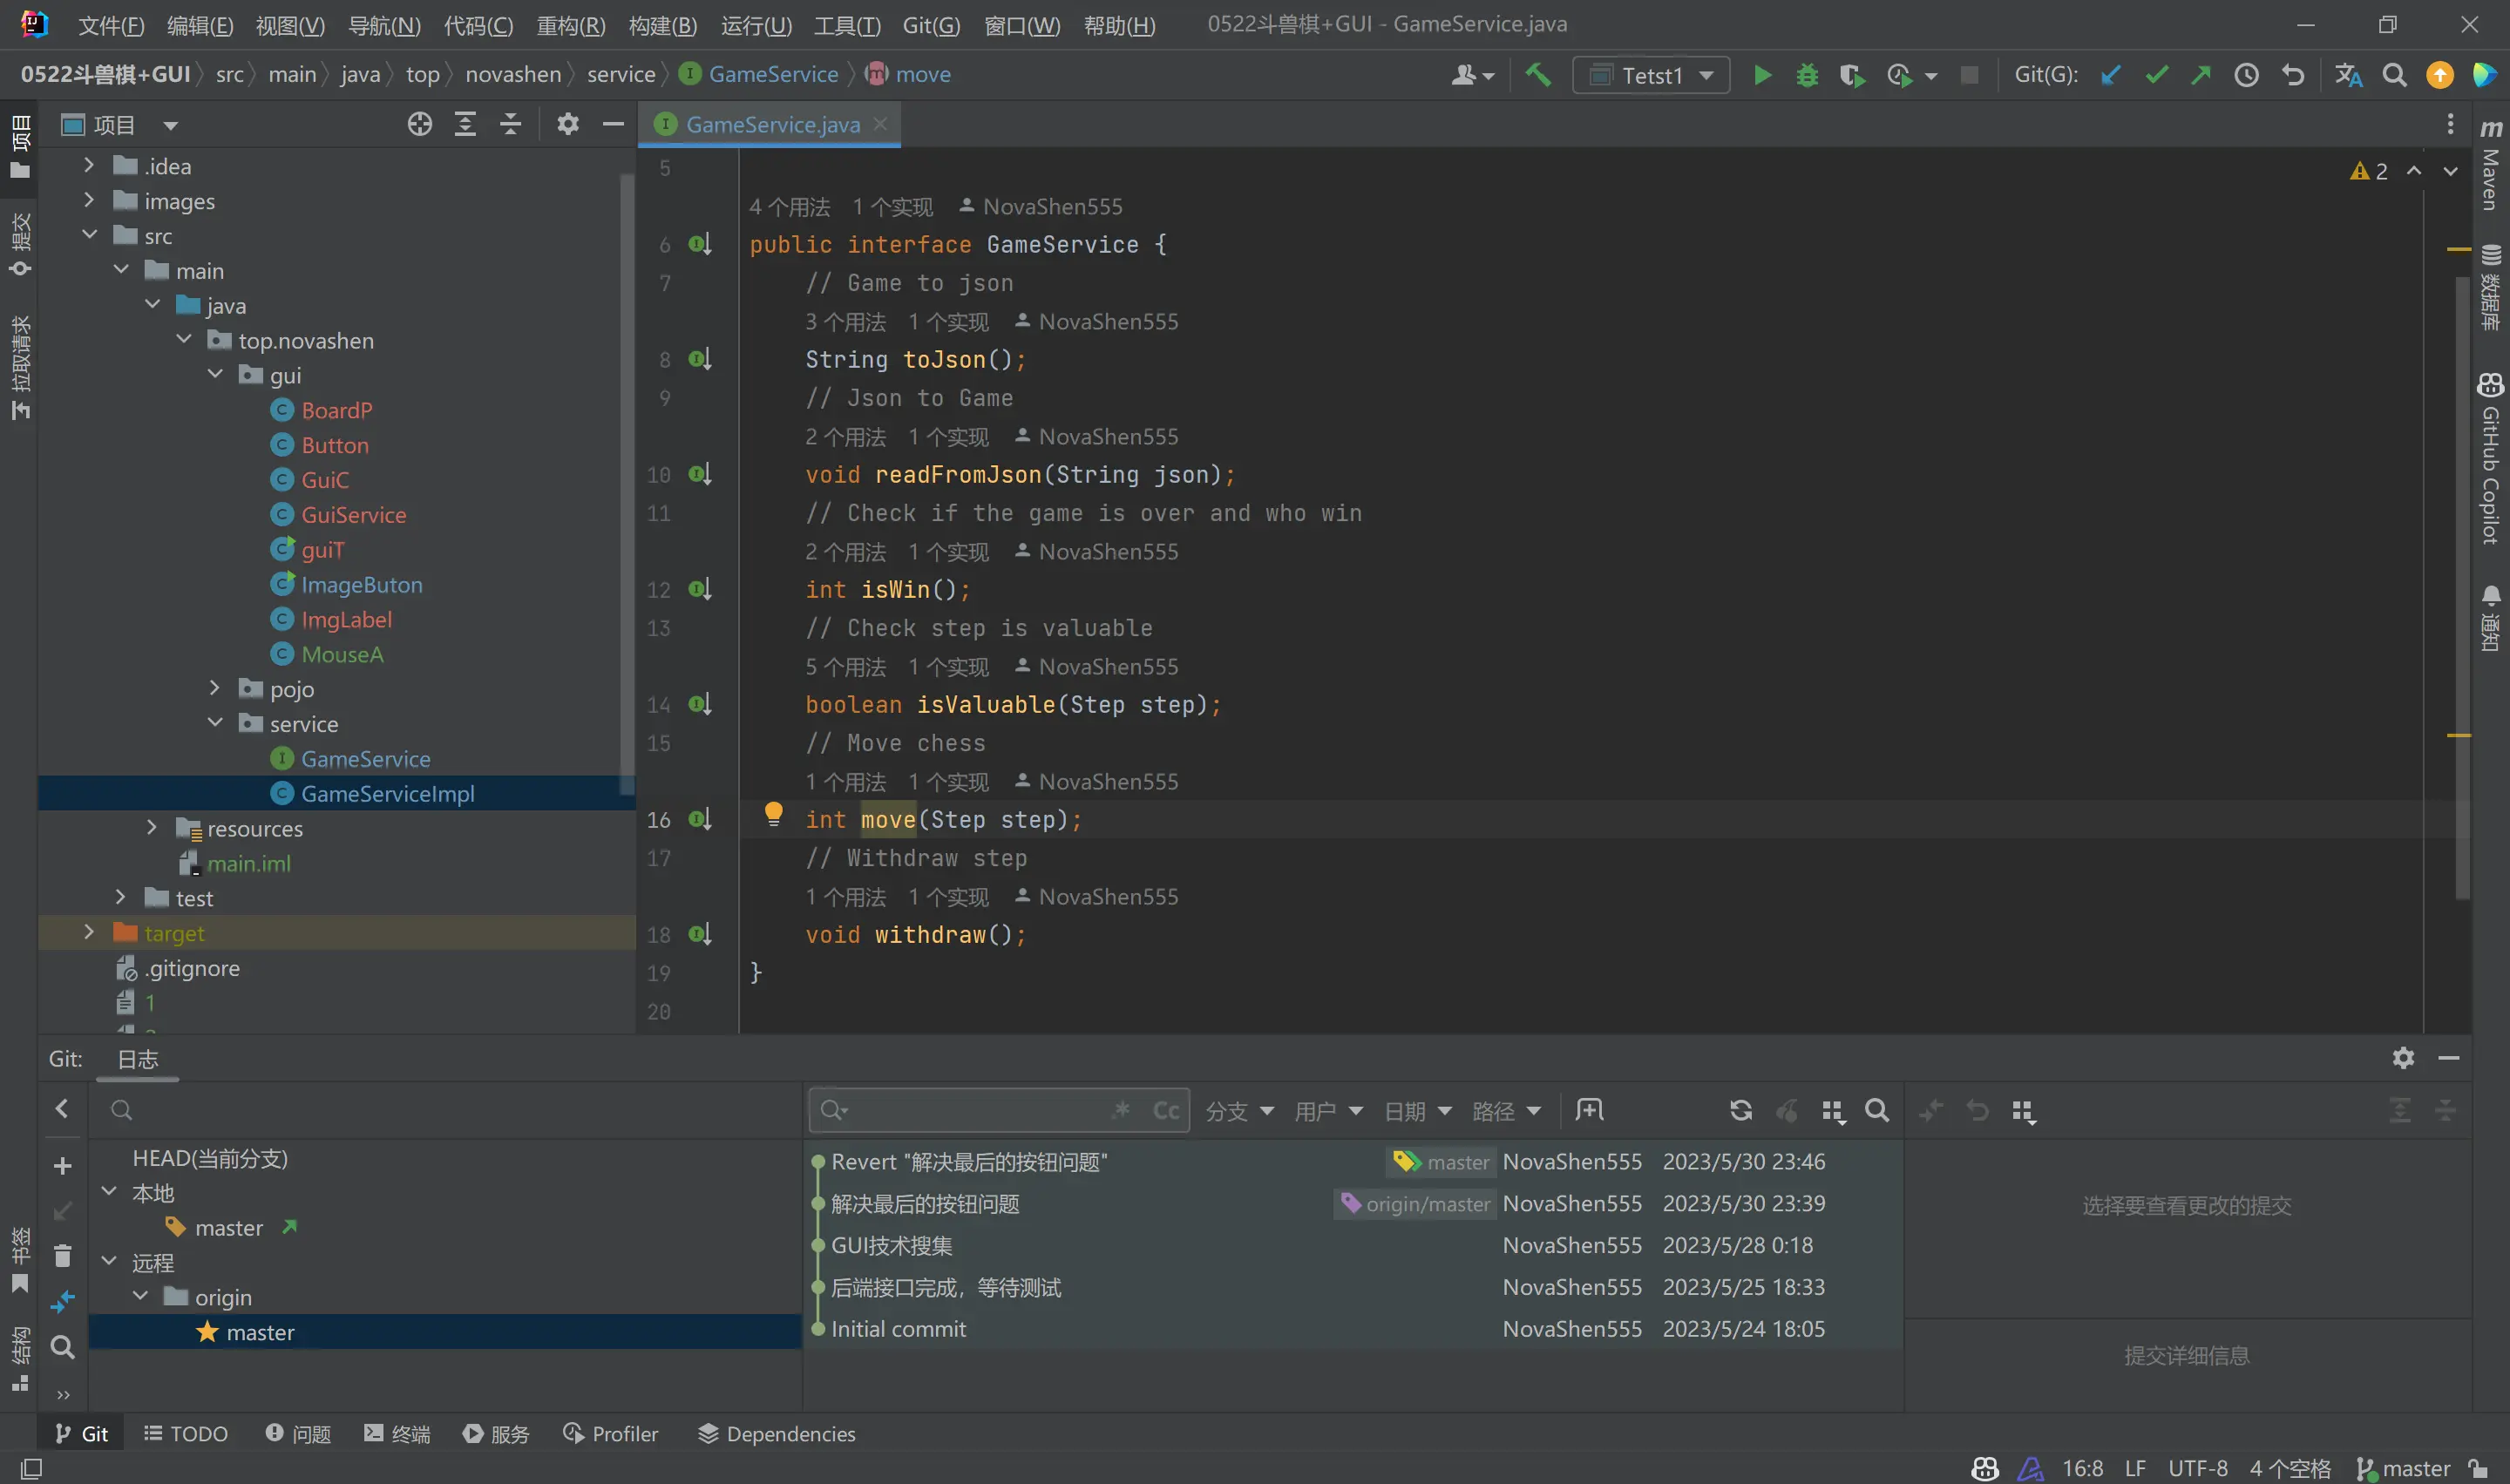 文件(F) 编辑(E) 视图(V) 导航(N) 代码(C) 重构(R) 构建(B) 运行(U) 工具(T) Git(G) 窗口(W) 帮助(H) 0522斗兽棋+GUI - GameService.java
0522斗兽棋+GUI src main java top novashen service GameService move Tetst1 Git(G):
项目
GameService.java
项目
提交
拉取请求
书签
结构
.idea
images
src
main
java
top.novashen
gui
BoardP
Button
GuiC
GuiService
guiT
ImageButon
ImgLabel
MouseA
pojo
service
GameService
GameServiceImpl
resources
main.iml
test
target
.gitignore
1
2
5
4 个用法 1 个实现 NovaShen555
6 public interface GameService {
7 // Game to json
3 个用法 1 个实现 NovaShen555
8 String toJson();
9 // Json to Game
2 个用法 1 个实现 NovaShen555
10 void readFromJson(String json);
11 // Check if the game is over and who win
2 个用法 1 个实现 NovaShen555
12 int isWin();
13 // Check step is valuable
5 个用法 1 个实现 NovaShen555
14 boolean isValuable(Step step);
15 // Move chess
1 个用法 1 个实现 NovaShen555
16 int move(Step step);
17 // Withdraw step
1 个用法 1 个实现 NovaShen555
18 void withdraw();
19 }
20
Maven
数据库
GitHub Copilot
通知
Git: 日志
Cc 分支 用户 日期 路径
HEAD(当前分支)
本地
master
远程
origin
master
Revert "解决最后的按钮问题" master NovaShen555 2023/5/30 23:46
解决最后的按钮问题 origin/master NovaShen555 2023/5/30 23:39
GUI技术搜集 NovaShen555 2023/5/28 0:18
后端接口完成，等待测试 NovaShen555 2023/5/25 18:33
Initial commit NovaShen555 2023/5/24 18:05
选择要查看更改的提交
提交详细信息
Git TODO 问题 终端 服务 Profiler Dependencies
16:8 LF UTF-8 4 个空格 master